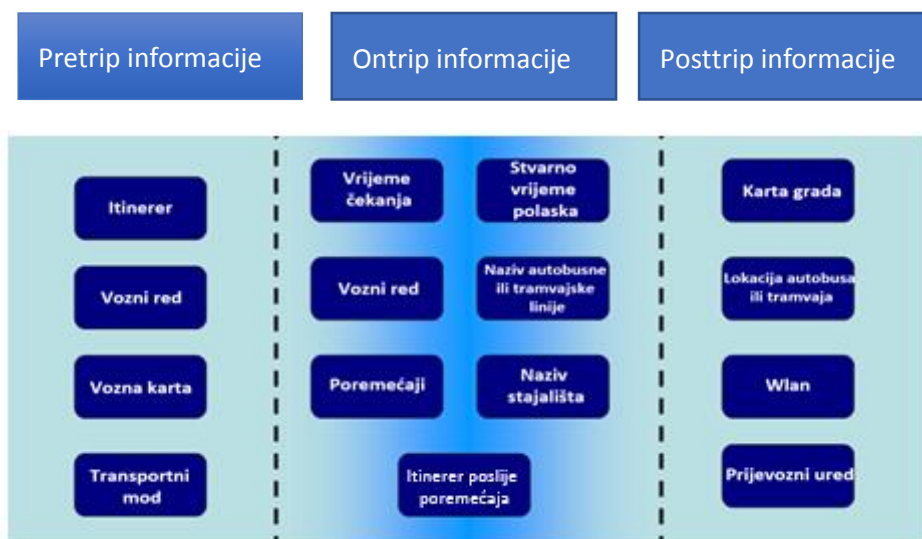 Pretrip informacije
Ontrip informacije
Posttrip informacije
Itinerer
Vozni red
Vozna karta
Transportni
mod
Vrijeme
čekanja
Stvarno
vrijeme
polaska
Vozni red
Naziv autobusne
ili tramvajske
linije
Poremećaji
Naziv
stajališta
Itinerer poslije
poremećaja
Karta grada
Lokacija autobusa
ili tramvaja
Wlan
Prijevozni ured